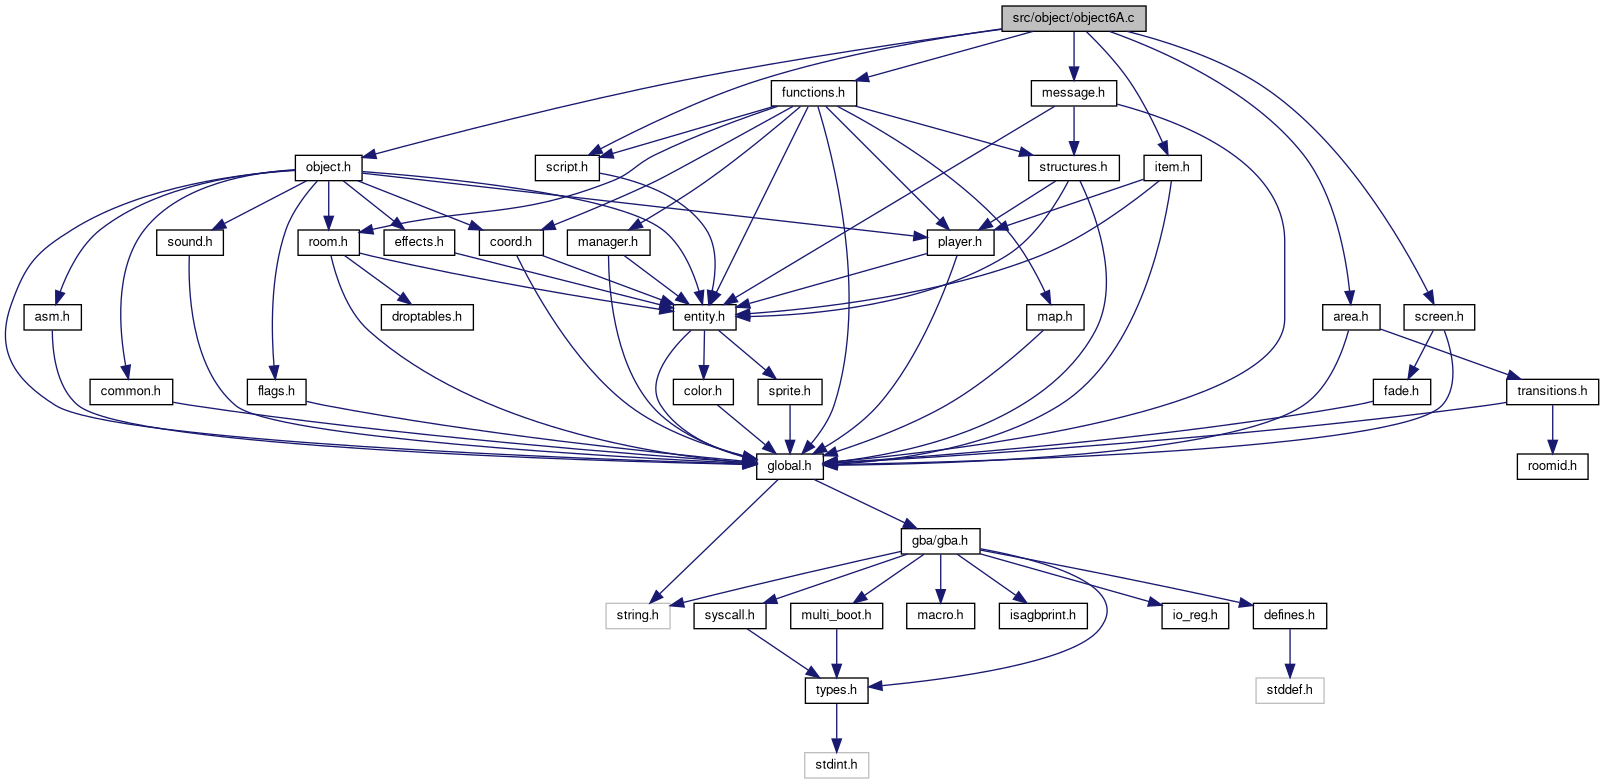 src/object/object6A.c
functions.h
message.h
object.h
script.h
structures.h
item.h
sound.h
room.h
effects.h
coord.h
manager.h
player.h
asm.h
droptables.h
entity.h
map.h
area.h
screen.h
common.h
flags.h
color.h
sprite.h
fade.h
transitions.h
global.h
roomid.h
gba/gba.h
string.h
syscall.h
multi_boot.h
macro.h
isagbprint.h
io_reg.h
defines.h
types.h
stddef.h
stdint.h